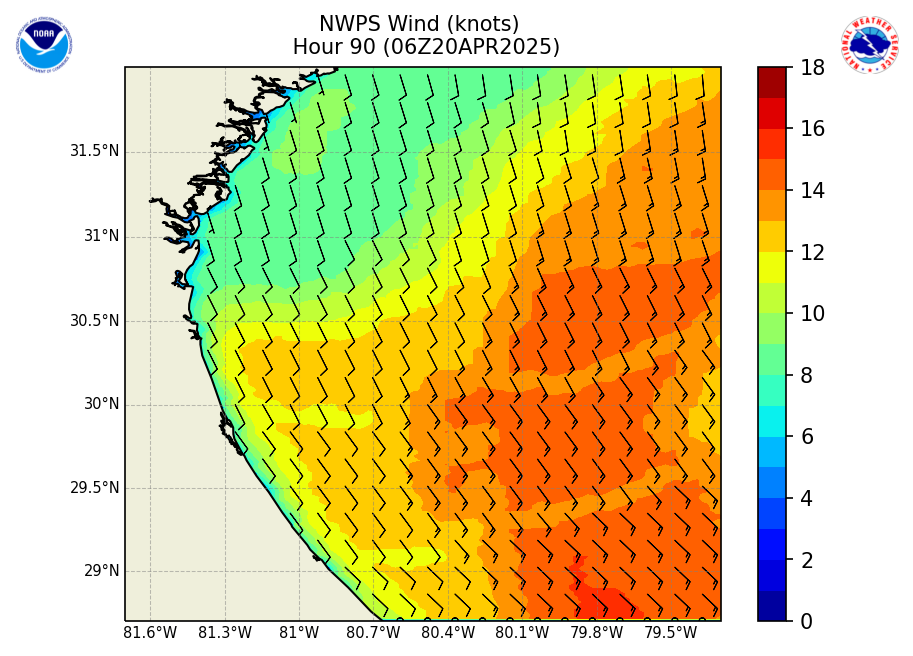 NWPS Wind (knots)
Hour 90 (06Z20APR2025)
NOAA
NATIONAL WEATHER SERVICE
31.5°N
31°N
30.5°N
30°N
29.5°N
29°N
81.6°W 81.3°W 81°W 80.7°W 80.4°W 80.1°W 79.8°W 79.5°W
18
16
14
12
10
8
6
4
2
0